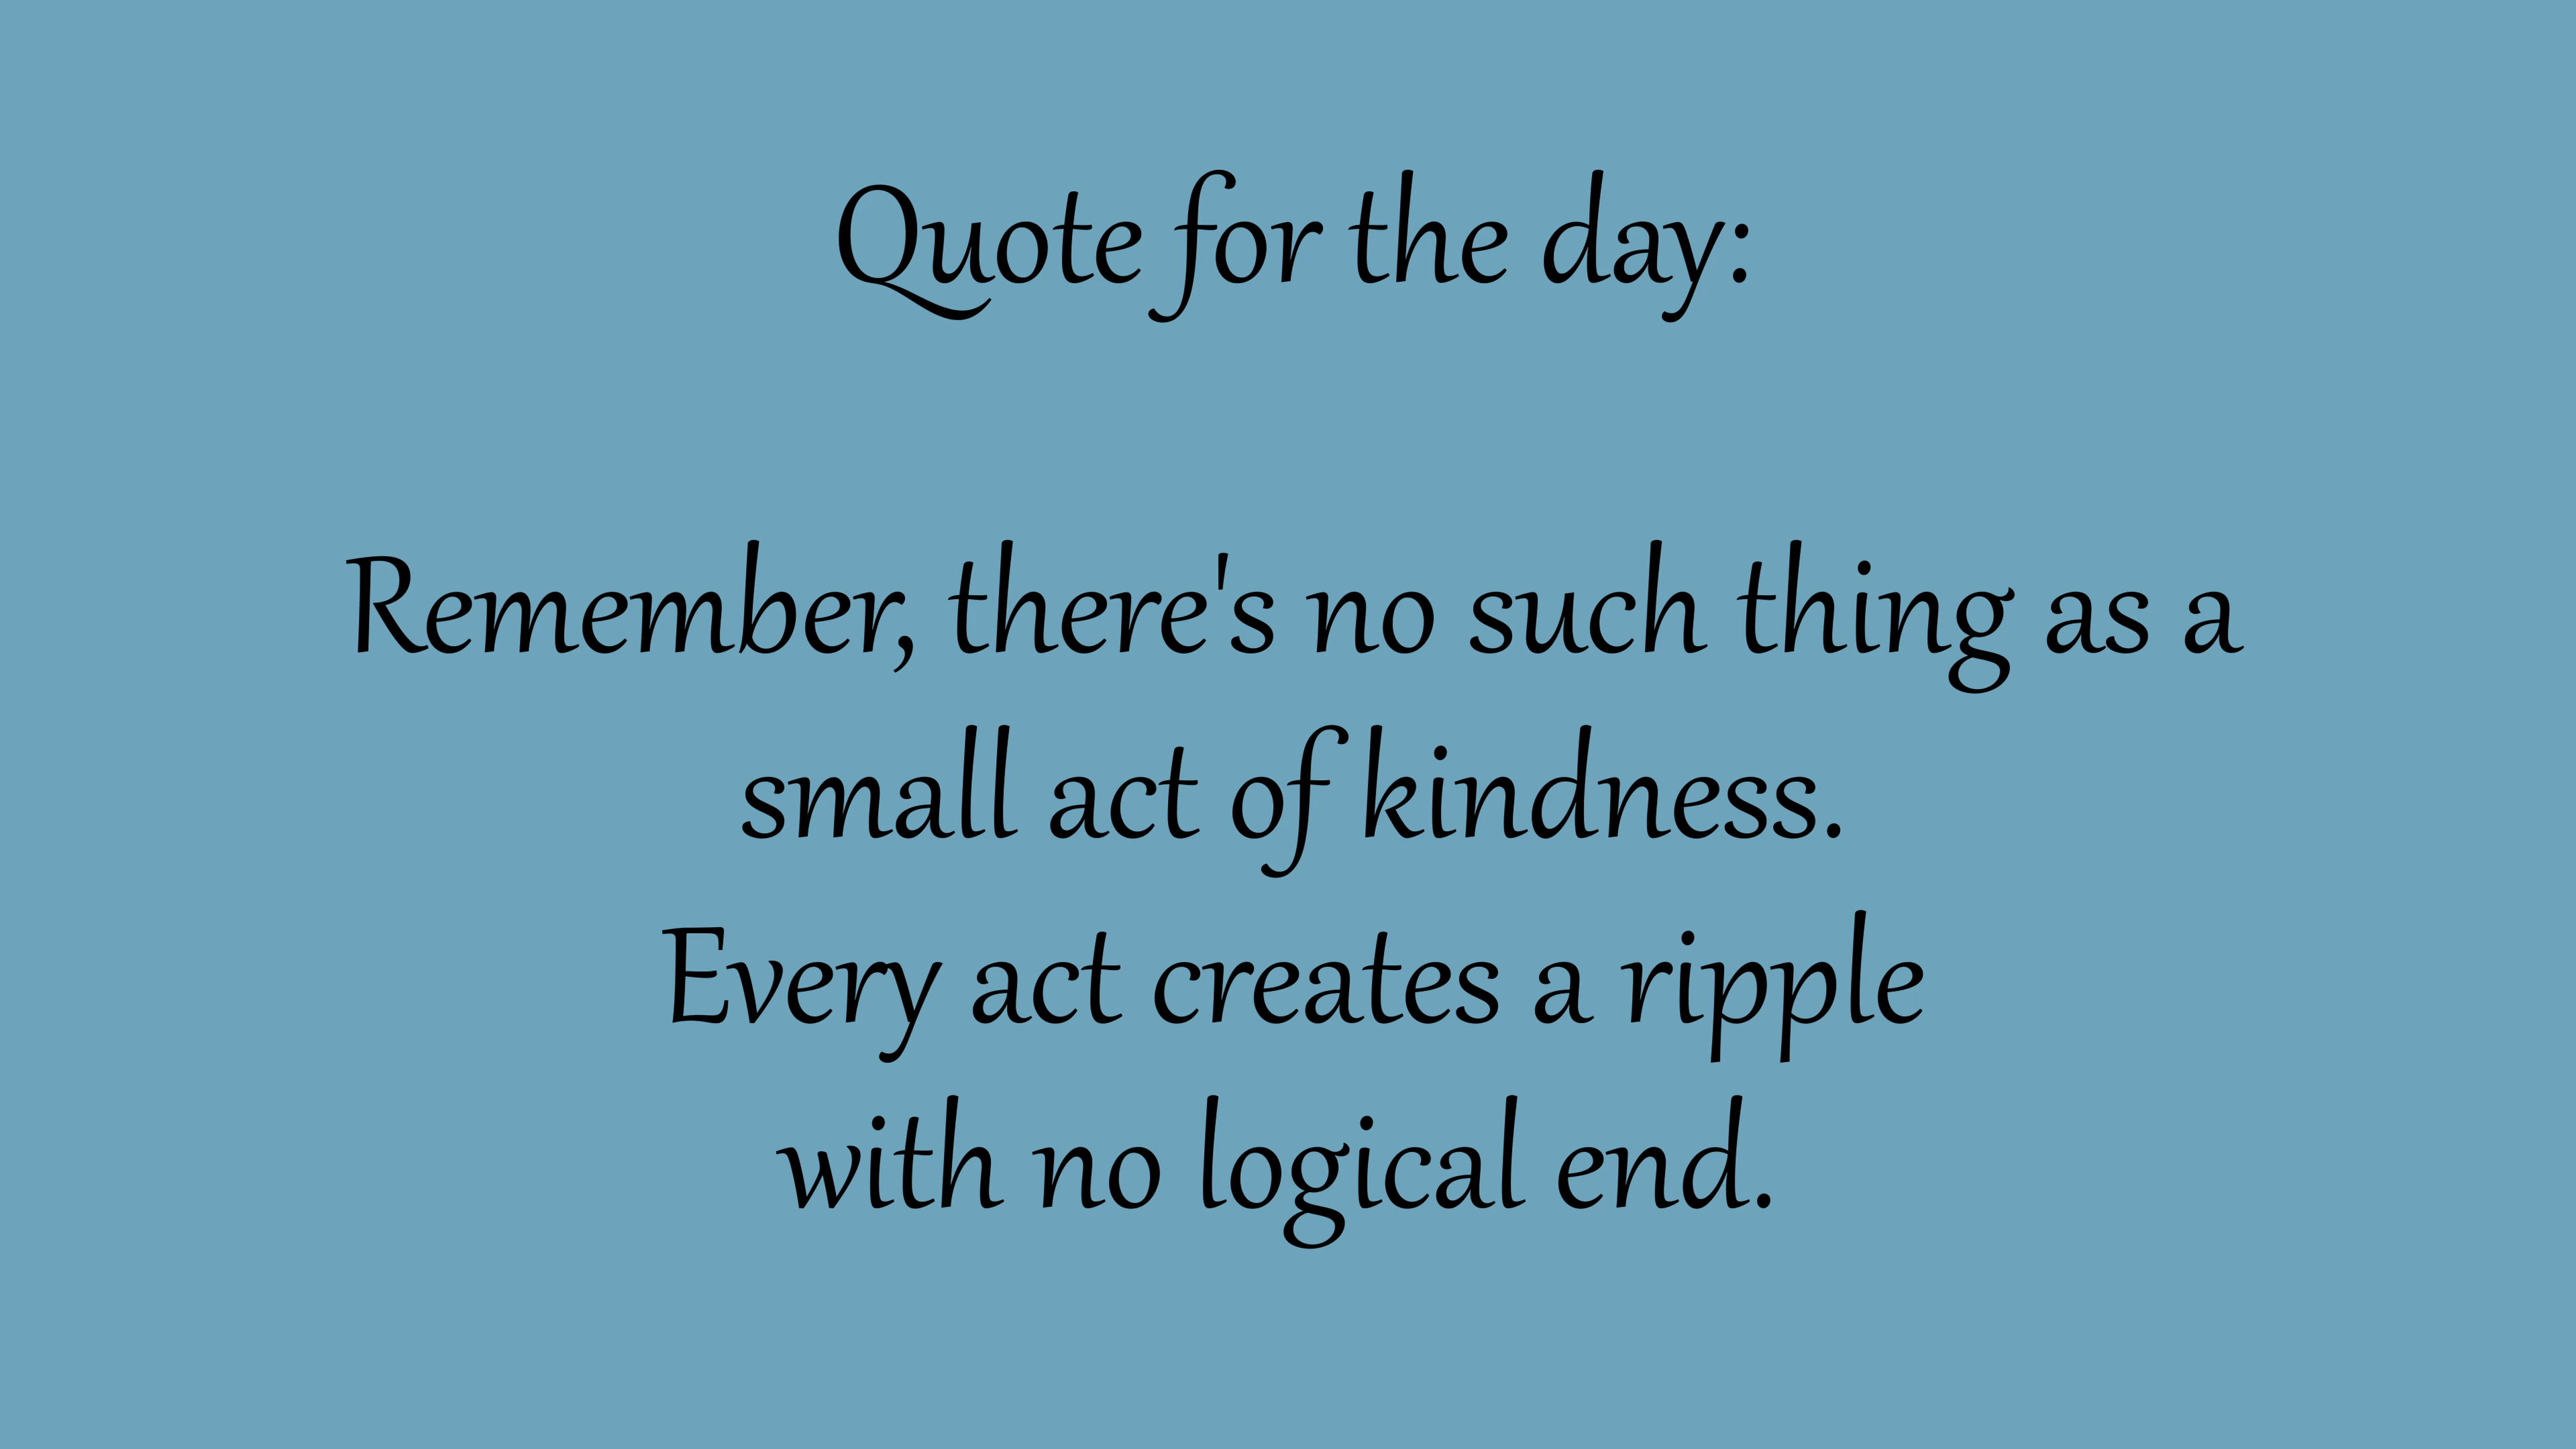 Quote for the day:
Remember, there's no such thing as a
small act of kindness.
Every act creates a ripple
with no logical end.